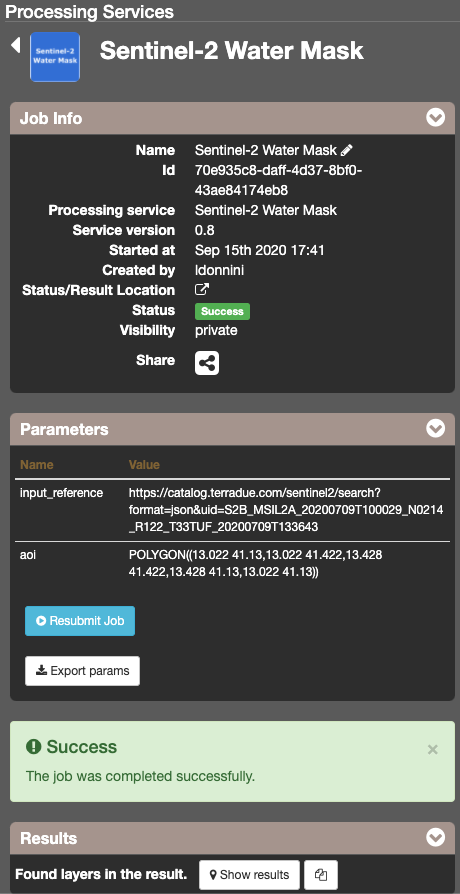 Processing Services
Sentinel-2
Water Mask
Sentinel-2 Water Mask
Job Info
Name Sentinel-2 Water Mask
Id 70e935c8-daff-4d37-8bf0-
43ae84174eb8
Processing service Sentinel-2 Water Mask
Service version 0.8
Started at Sep 15th 2020 17:41
Created by ldonnini
Status/Result Location
Status Success
Visibility private
Share
Parameters
Name Value
input_reference https://catalog.terradue.com/sentinel2/search?
format=json&uid=S2B_MSIL2A_20200709T100029_N0214
_R122_T33TUF_20200709T133643
aoi POLYGON((13.022 41.13,13.022 41.422,13.428
41.422,13.428 41.13,13.022 41.13))
Resubmit Job
Export params
Success ×
The job was completed successfully.
Results
Found layers in the result. Show results